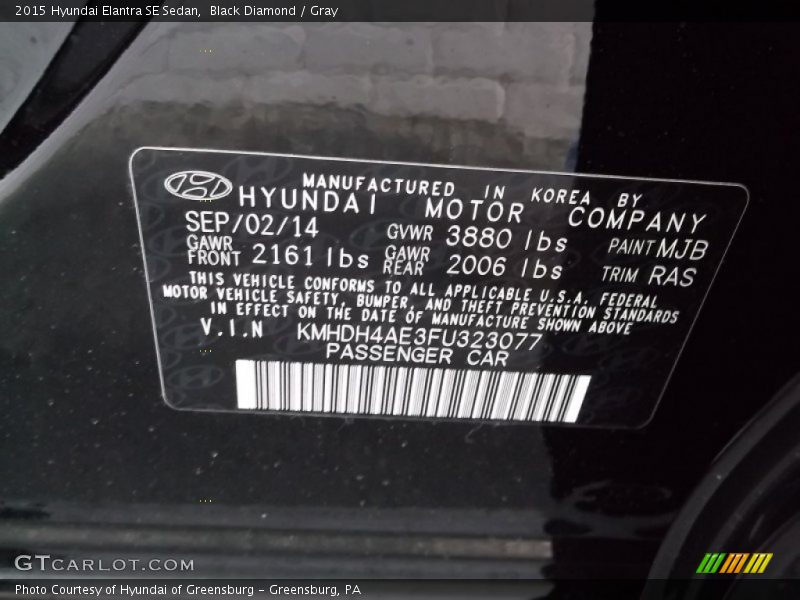 2015 Hyundai Elantra SE Sedan, Black Diamond / Gray
MANUFACTURED IN KOREA BY
HYUNDAI MOTOR COMPANY
SEP/02/14 GVWR 3880 lbs PAINT MJB
GAWR FRONT 2161 lbs GAWR REAR 2006 lbs TRIM RAS
THIS VEHICLE CONFORMS TO ALL APPLICABLE U.S.A. FEDERAL
MOTOR VEHICLE SAFETY, BUMPER, AND THEFT PREVENTION STANDARDS
IN EFFECT ON THE DATE OF MANUFACTURE SHOWN ABOVE
V.I.N KMHDH4AE3FU323077
PASSENGER CAR
GTCARLOT.COM
Photo Courtesy of Hyundai of Greensburg - Greensburg, PA